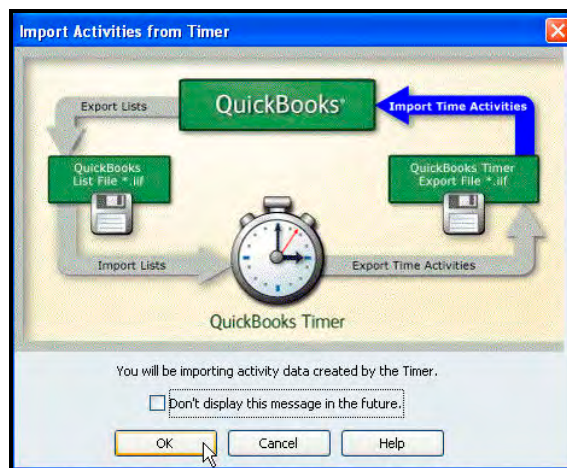 Import Activities from Timer
Export Lists
QuickBooks®
Import Time Activities
QuickBooks
List File *.iif
QuickBooks Timer
Export File *.iif
Import Lists
Export Time Activities
QuickBooks Timer
You will be importing activity data created by the Timer.
Don't display this message in the future.
OK
Cancel
Help